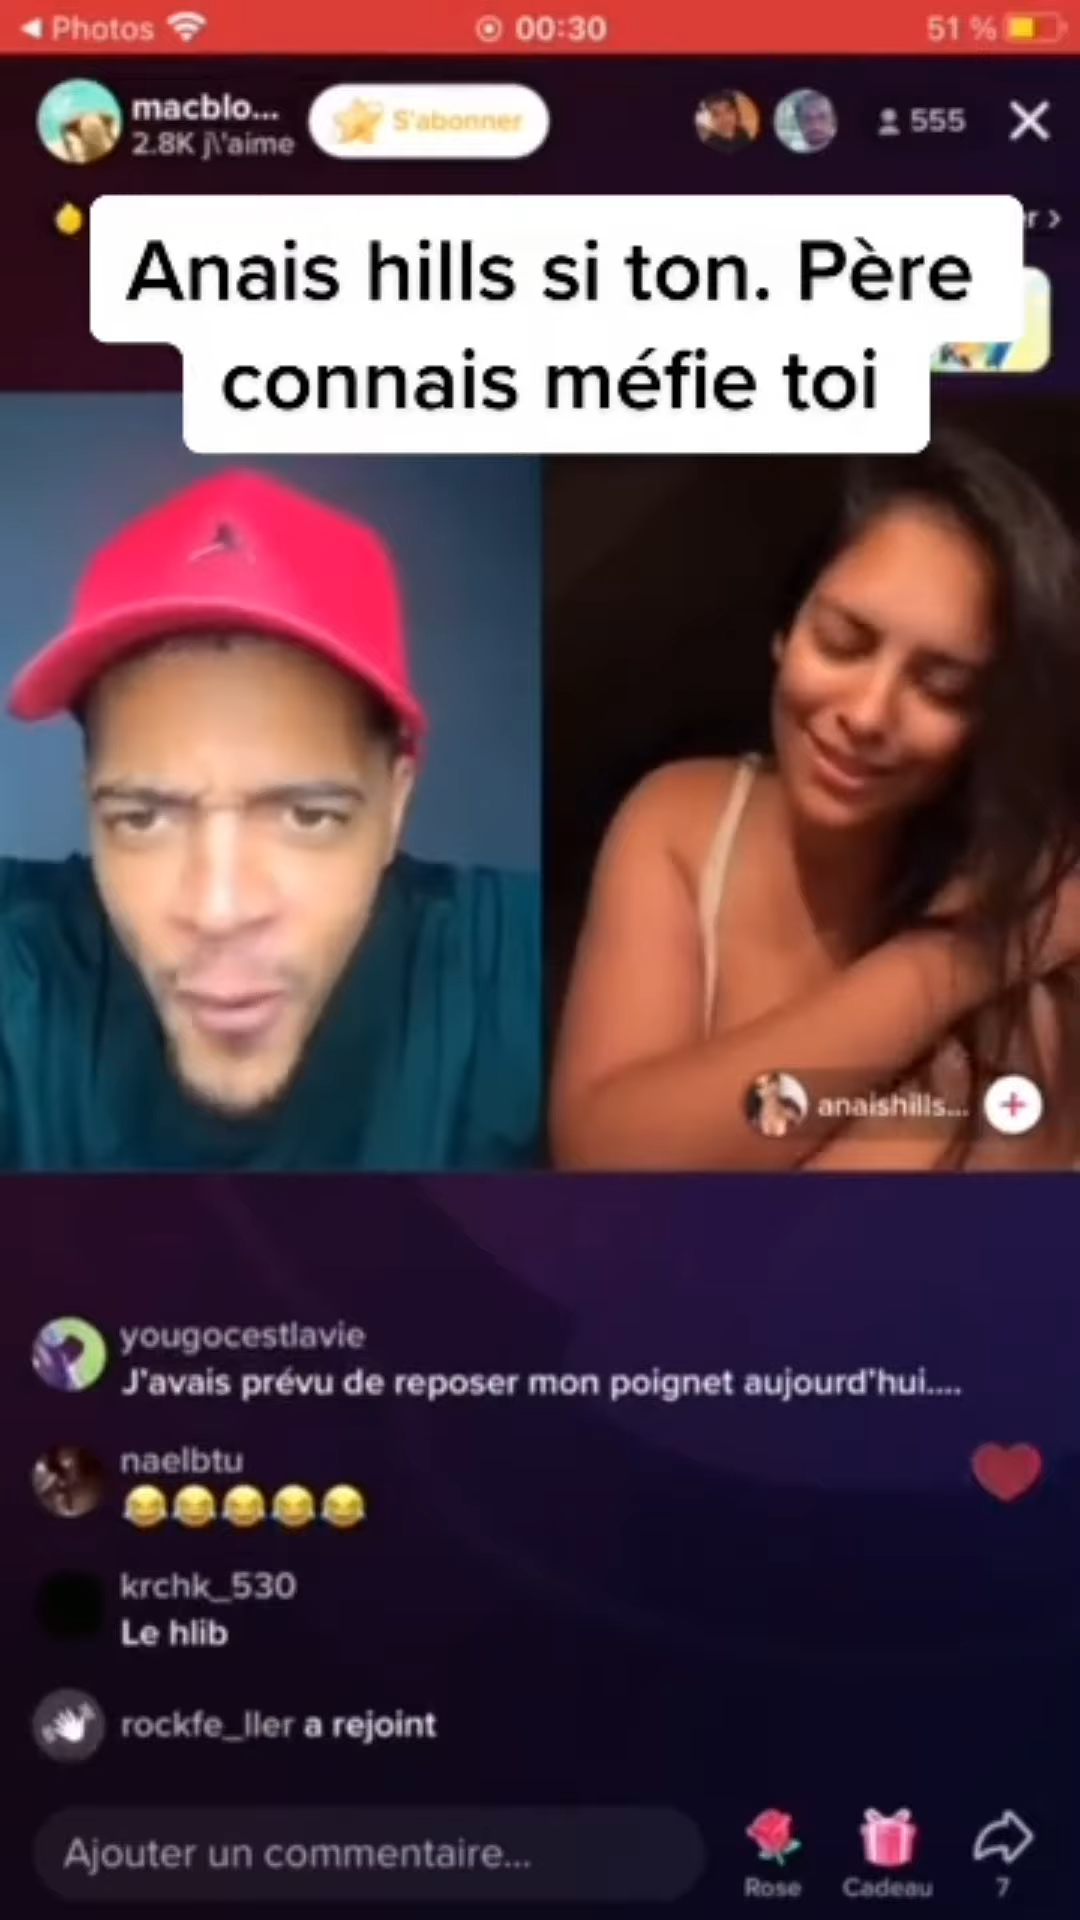 Photos
00:30
51 %
macblo...
2.8K j\'aime
S'abonner
555
r >
Anais hills si ton. Père
connais méfie toi
anaishills...
yougocestlavie
J'avais prévu de reposer mon poignet aujourd'hui....
naelbtu
😂😂😂😂😂
krchk_530
Le hlib
rockfe_ller a rejoint
Ajouter un commentaire...
Rose
Cadeau
7